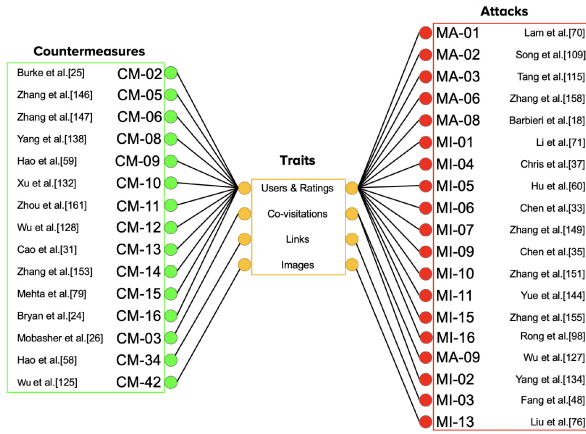 Countermeasures
Burke et al.[25] CM-02
Zhang et al.[146] CM-05
Zhang et al.[147] CM-06
Yang et al.[138] CM-08
Hao et al.[59] CM-09
Xu et al.[132] CM-10
Zhou et al.[161] CM-11
Wu et al.[128] CM-12
Cao et al.[31] CM-13
Zhang et al.[153] CM-14
Mehta et al.[79] CM-15
Bryan et al.[24] CM-16
Mobasher et al.[26] CM-03
Hao et al.[58] CM-34
Wu et al.[125] CM-42
Traits
Users & Ratings
Co-visitations
Links
Images
Attacks
MA-01 Lam et al.[70]
MA-02 Song et al.[109]
MA-03 Tang et al.[115]
MA-06 Zhang et al.[158]
MA-08 Barbieri et al.[18]
MI-01 Li et al.[71]
MI-04 Chris et al.[37]
MI-05 Hu et al.[60]
MI-06 Chen et al.[33]
MI-07 Zhang et al.[149]
MI-09 Chen et al.[35]
MI-10 Zhang et al.[151]
MI-11 Yue et al.[144]
MI-15 Zhang et al.[155]
MI-16 Rong et al.[98]
MA-09 Wu et al.[127]
MI-02 Yang et al.[134]
MI-03 Fang et al.[48]
MI-13 Liu et al.[76]